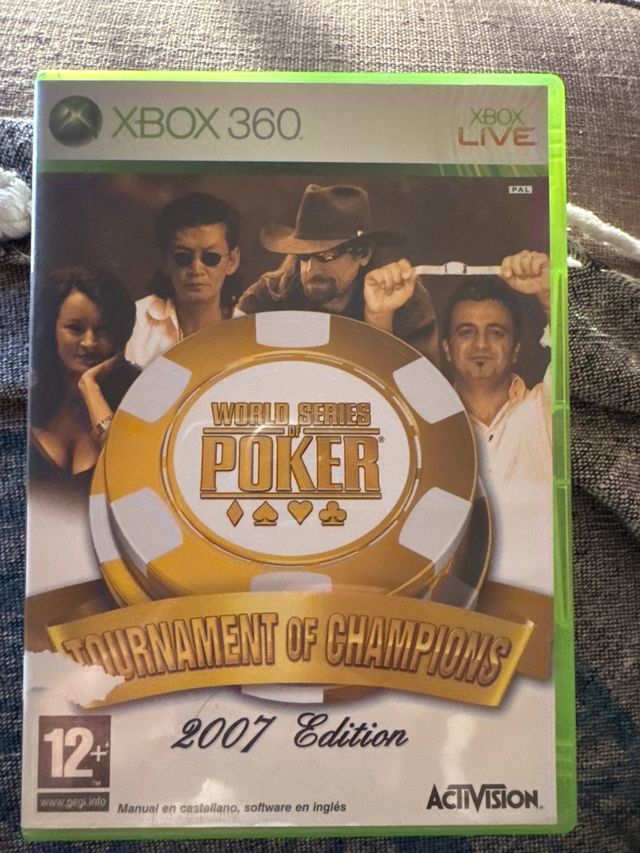 XBOX 360
XBOX
LIVE
PAL
WORLD SERIES
OF
POKER®
TOURNAMENT OF CHAMPIONS
2007 Edition
12+
www.pegi.info
Manual en castellano, software en inglés
ACTIVISION.